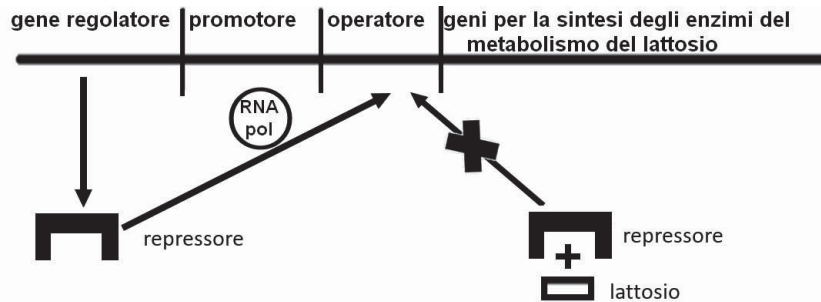 gene regolatore promotore operatore geni per la sintesi degli enzimi del
metabolismo del lattosio
RNA
pol
repressore
repressore
+
lattosio